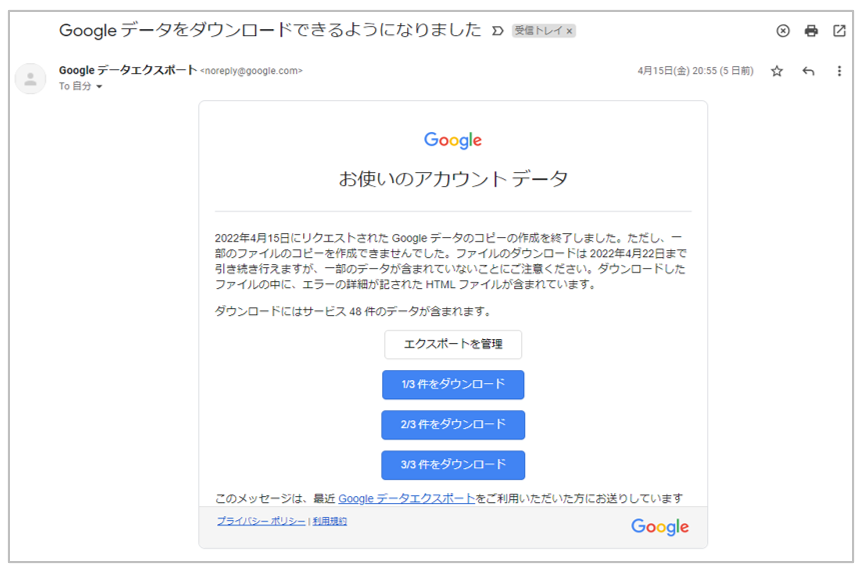 Google データをダウンロードできるようになりました 受信トレイ ×
Google データエクスポート <noreply@google.com>
4月15日(金) 20:55 (5 日前)
To 自分
Google
お使いのアカウント データ
2022年4月15日にリクエストされた Google データのコピーの作成を終了しました。ただし、一
部のファイルのコピーを作成できませんでした。ファイルのダウンロードは 2022年4月22日まで
引き続き行えますが、一部のデータが含まれていないことにご注意ください。ダウンロードした
ファイルの中に、エラーの詳細が記された HTML ファイルが含まれています。
ダウンロードにはサービス 48 件のデータが含まれます。
エクスポートを管理
1/3 件をダウンロード
2/3 件をダウンロード
3/3 件をダウンロード
このメッセージは、最近 Google データエクスポートをご利用いただいた方にお送りしています
プライバシー ポリシー | 利用規約
Google